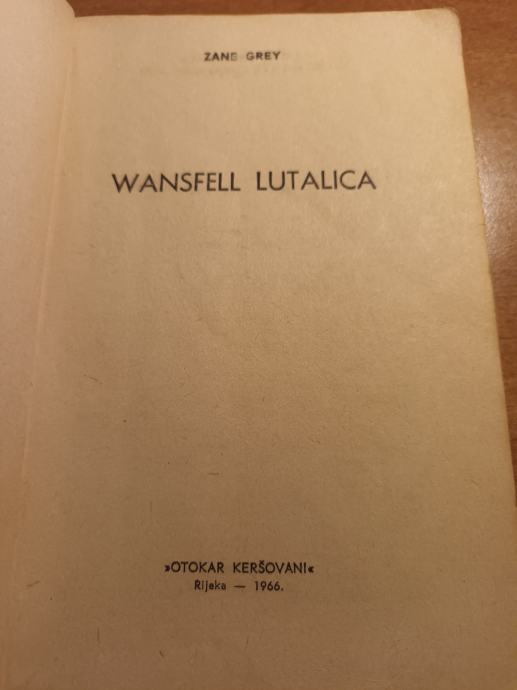 ZANE GREY
WANSFELL LUTALICA
»OTOKAR KERŠOVANI«
Rijeka — 1966.